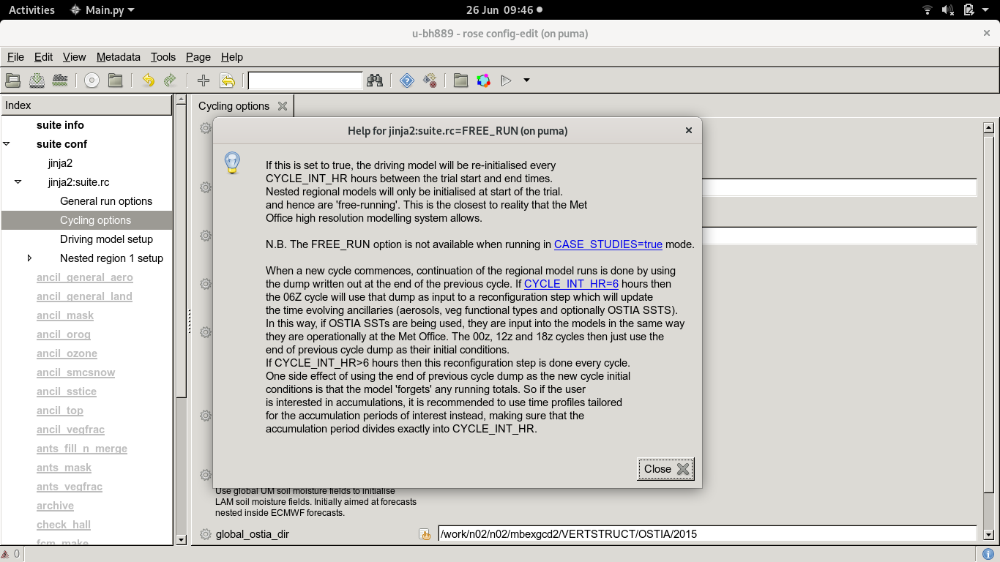 Activities
Main.py
26 Jun 09:46
u-bh889 - rose config-edit (on puma)
File Edit View Metadata Tools Page Help
Index
suite info
suite conf
jinja2
jinja2:suite.rc
General run options
Cycling options
Driving model setup
Nested region 1 setup
ancil_general_aero
ancil_general_land
ancil_mask
ancil_orog
ancil_ozone
ancil_smcsnow
ancil_sstice
ancil_top
ancil_vegfrac
ants_fill_n_merge
ants_mask
ants_vegfrac
archive
check_hall
fcm_make
Cycling options
Help for jinja2:suite.rc=FREE_RUN (on puma)
If this is set to true, the driving model will be re-initialised every
CYCLE_INT_HR hours between the trial start and end times.
Nested regional models will only be initialised at start of the trial.
and hence are 'free-running'. This is the closest to reality that the Met
Office high resolution modelling system allows.
N.B. The FREE_RUN option is not available when running in CASE_STUDIES=true mode.
When a new cycle commences, continuation of the regional model runs is done by using
the dump written out at the end of the previous cycle. If CYCLE_INT_HR=6 hours then
the 06Z cycle will use that dump as input to a reconfiguration step which will update
the time evolving ancillaries (aerosols, veg functional types and optionally OSTIA SSTS).
In this way, if OSTIA SSTs are being used, they are input into the models in the same way
they are operationally at the Met Office. The 00z, 12z and 18z cycles then just use the
end of previous cycle dump as their initial conditions.
If CYCLE_INT_HR>6 hours then this reconfiguration step is done every cycle.
One side effect of using the end of previous cycle dump as the new cycle initial
conditions is that the model 'forgets' any running totals. So if the user
is interested in accumulations, it is recommended to use time profiles tailored
for the accumulation periods of interest instead, making sure that the
accumulation period divides exactly into CYCLE_INT_HR.
Close
Use global UM soil moisture fields to initialise
LAM soil moisture fields. Initially aimed at forecasts
nested inside ECMWF forecasts.
global_ostia_dir
/work/n02/n02/mbexgcd2/VERTSTRUCT/OSTIA/2015
0